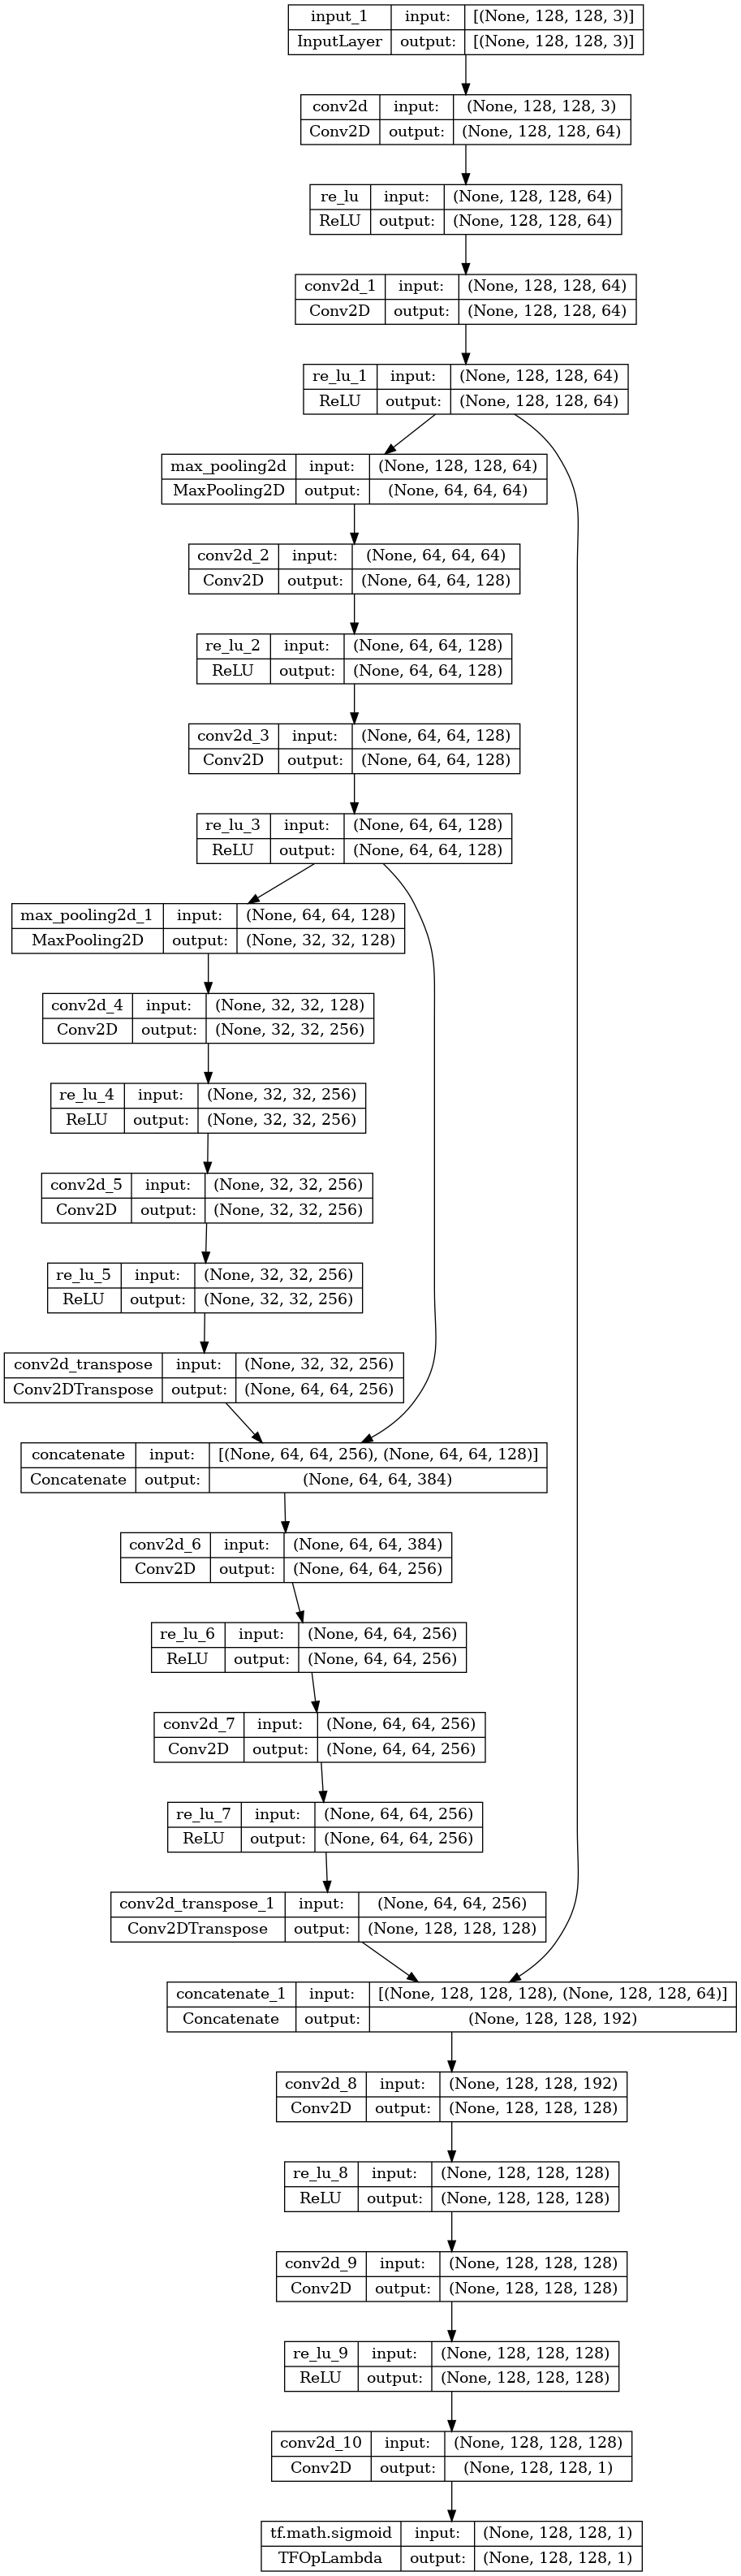 input_1 input: [(None, 128, 128, 3)]
InputLayer output: [(None, 128, 128, 3)]
conv2d input: (None, 128, 128, 3)
Conv2D output: (None, 128, 128, 64)
re_lu input: (None, 128, 128, 64)
ReLU output: (None, 128, 128, 64)
conv2d_1 input: (None, 128, 128, 64)
Conv2D output: (None, 128, 128, 64)
re_lu_1 input: (None, 128, 128, 64)
ReLU output: (None, 128, 128, 64)
max_pooling2d input: (None, 128, 128, 64)
MaxPooling2D output: (None, 64, 64, 64)
conv2d_2 input: (None, 64, 64, 64)
Conv2D output: (None, 64, 64, 128)
re_lu_2 input: (None, 64, 64, 128)
ReLU output: (None, 64, 64, 128)
conv2d_3 input: (None, 64, 64, 128)
Conv2D output: (None, 64, 64, 128)
re_lu_3 input: (None, 64, 64, 128)
ReLU output: (None, 64, 64, 128)
max_pooling2d_1 input: (None, 64, 64, 128)
MaxPooling2D output: (None, 32, 32, 128)
conv2d_4 input: (None, 32, 32, 128)
Conv2D output: (None, 32, 32, 256)
re_lu_4 input: (None, 32, 32, 256)
ReLU output: (None, 32, 32, 256)
conv2d_5 input: (None, 32, 32, 256)
Conv2D output: (None, 32, 32, 256)
re_lu_5 input: (None, 32, 32, 256)
ReLU output: (None, 32, 32, 256)
conv2d_transpose input: (None, 32, 32, 256)
Conv2DTranspose output: (None, 64, 64, 256)
concatenate input: [(None, 64, 64, 256), (None, 64, 64, 128)]
Concatenate output: (None, 64, 64, 384)
conv2d_6 input: (None, 64, 64, 384)
Conv2D output: (None, 64, 64, 256)
re_lu_6 input: (None, 64, 64, 256)
ReLU output: (None, 64, 64, 256)
conv2d_7 input: (None, 64, 64, 256)
Conv2D output: (None, 64, 64, 256)
re_lu_7 input: (None, 64, 64, 256)
ReLU output: (None, 64, 64, 256)
conv2d_transpose_1 input: (None, 64, 64, 256)
Conv2DTranspose output: (None, 128, 128, 128)
concatenate_1 input: [(None, 128, 128, 128), (None, 128, 128, 64)]
Concatenate output: (None, 128, 128, 192)
conv2d_8 input: (None, 128, 128, 192)
Conv2D output: (None, 128, 128, 128)
re_lu_8 input: (None, 128, 128, 128)
ReLU output: (None, 128, 128, 128)
conv2d_9 input: (None, 128, 128, 128)
Conv2D output: (None, 128, 128, 128)
re_lu_9 input: (None, 128, 128, 128)
ReLU output: (None, 128, 128, 128)
conv2d_10 input: (None, 128, 128, 128)
Conv2D output: (None, 128, 128, 1)
tf.math.sigmoid input: (None, 128, 128, 1)
TFOpLambda output: (None, 128, 128, 1)